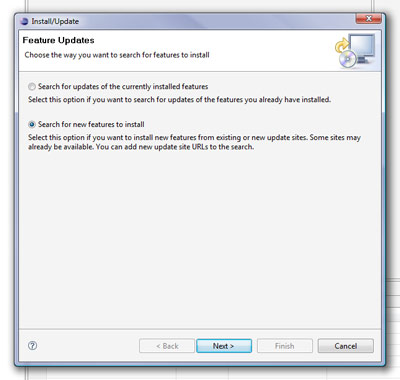 Install/Update
Feature Updates
Choose the way you want to search for features to install
Search for updates of the currently installed features
Select this option if you want to search for updates of the features you already have installed.
Search for new features to install
Select this option if you want to install new features from existing or new update sites. Some sites may
already be available. You can add new update site URLs to the search.
?
< Back
Next >
Finish
Cancel